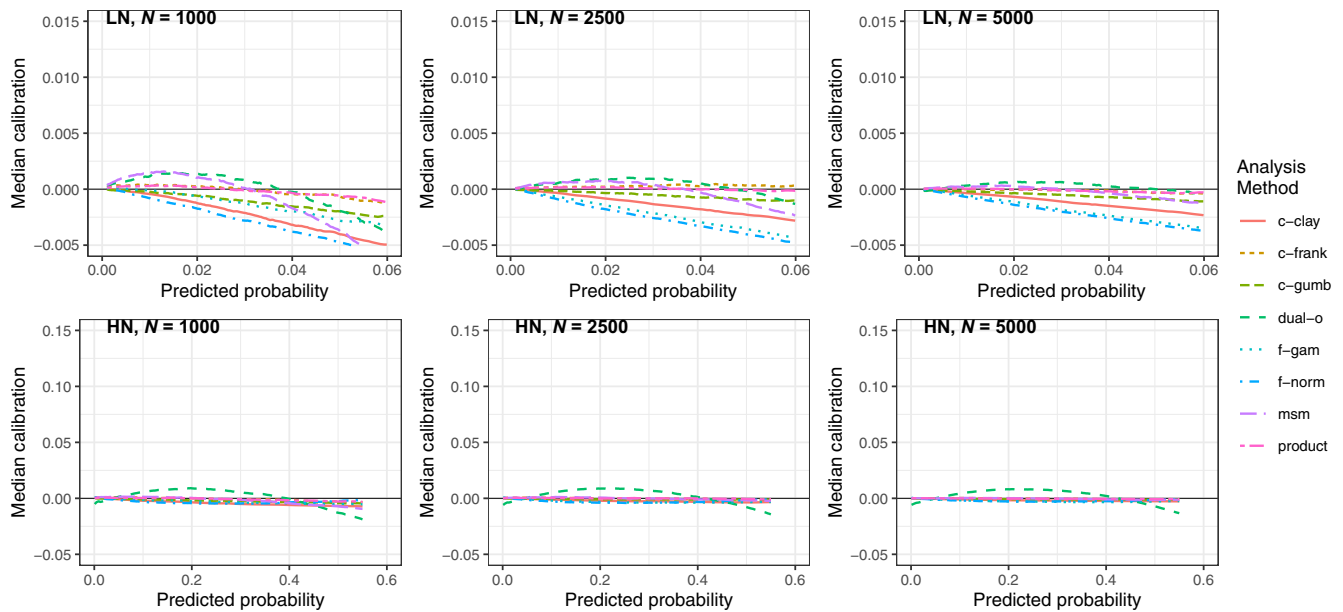 LN, N = 1000
LN, N = 2500
LN, N = 5000
0.015
0.010
0.005
0.000
−0.005
Median calibration
0.00 0.02 0.04 0.06
Predicted probability
0.015
0.010
0.005
0.000
−0.005
Median calibration
0.00 0.02 0.04 0.06
Predicted probability
0.015
0.010
0.005
0.000
−0.005
Median calibration
0.00 0.02 0.04 0.06
Predicted probability
HN, N = 1000
HN, N = 2500
HN, N = 5000
0.15
0.10
0.05
0.00
−0.05
Median calibration
0.0 0.2 0.4 0.6
Predicted probability
0.15
0.10
0.05
0.00
−0.05
Median calibration
0.0 0.2 0.4 0.6
Predicted probability
0.15
0.10
0.05
0.00
−0.05
Median calibration
0.0 0.2 0.4 0.6
Predicted probability
Analysis
Method
c−clay
c−frank
c−gumb
dual−o
f−gam
f−norm
msm
product